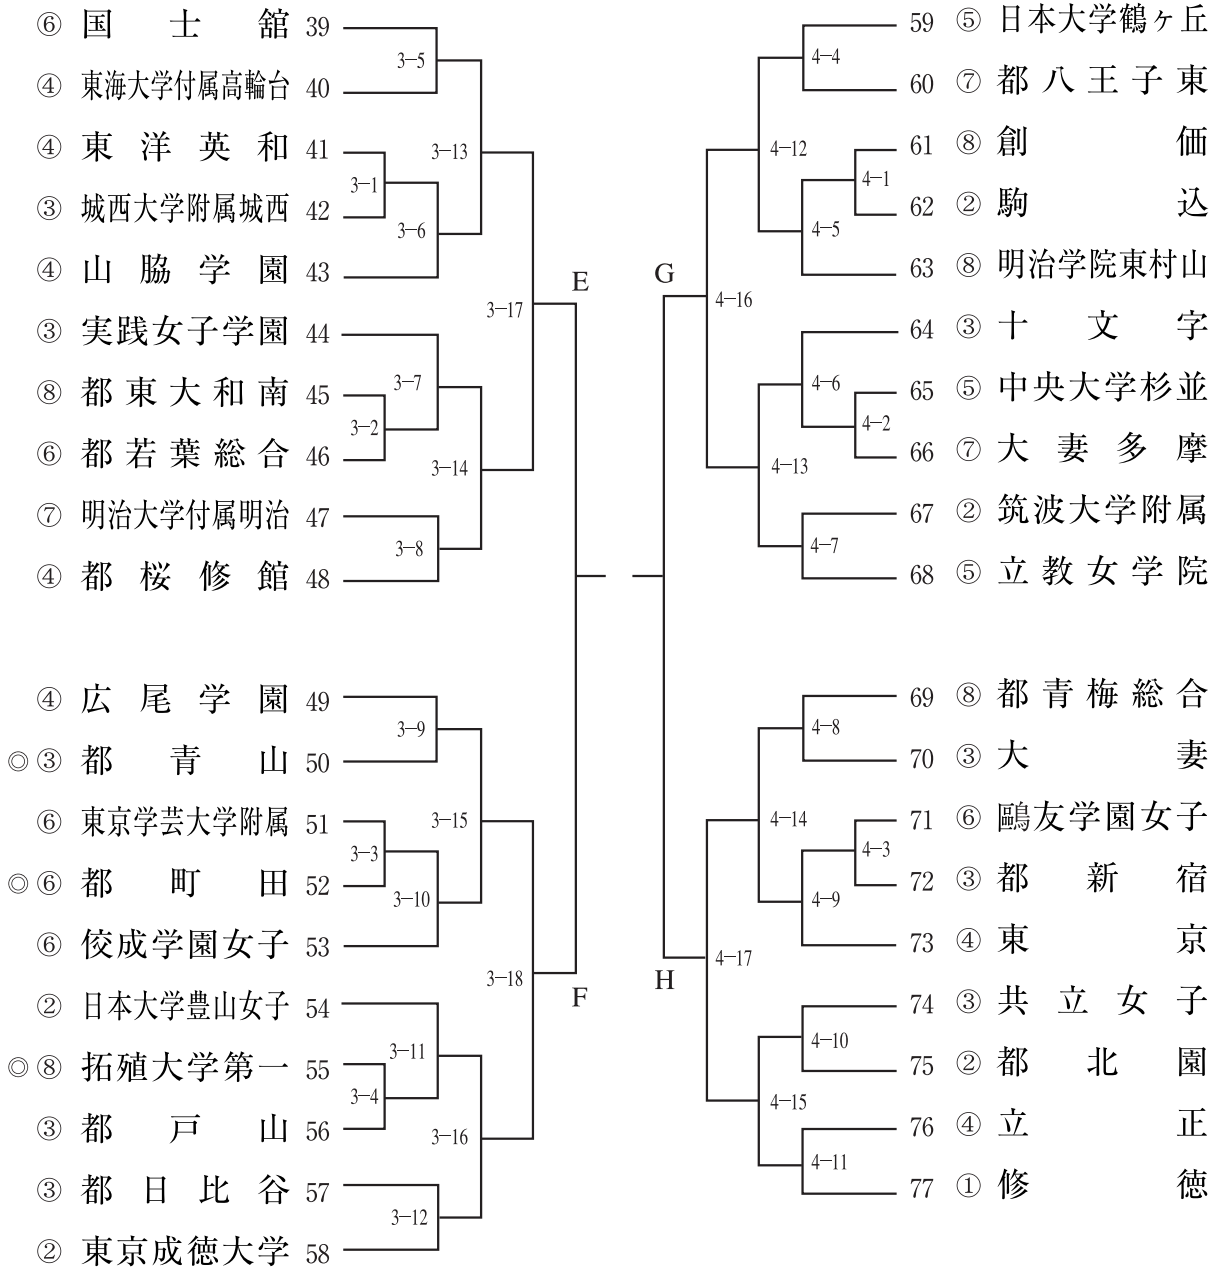 ⑥ 国士舘 39
④ 東海大学付属高輪台 40
④ 東洋英和 41
③ 城西大学附属城西 42
④ 山脇学園 43
③ 実践女子学園 44
⑧ 都東大和南 45
⑥ 都若葉総合 46
⑦ 明治大学付属明治 47
④ 都桜修館 48
④ 広尾学園 49
◎③ 都青山 50
⑥ 東京学芸大学附属 51
◎⑥ 都町田 52
⑥ 佼成学園女子 53
② 日本大学豊山女子 54
◎⑧ 拓殖大学第一 55
③ 都戸山 56
③ 都日比谷 57
② 東京成徳大学 58
3-5
3-13
3-1
3-6
3-17
E
3-7
3-2
3-14
3-8
3-9
3-15
3-3
3-10
3-18
F
3-11
3-4
3-16
3-12
59 ⑤ 日本大学鶴ヶ丘
60 ⑦ 都八王子東
61 ⑧ 創価
62 ② 駒込
63 ⑧ 明治学院東村山
64 ③ 十文字
65 ⑤ 中央大学杉並
66 ⑦ 大妻多摩
67 ② 筑波大学附属
68 ⑤ 立教女学院
69 ⑧ 都青梅総合
70 ③ 大妻
71 ⑥ 鷗友学園女子
72 ③ 都新宿
73 ④ 東京
74 ③ 共立女子
75 ② 都北園
76 ④ 立正
77 ① 修徳
4-4
4-12
4-1
4-5
G
4-16
4-6
4-2
4-13
4-7
4-8
4-14
4-3
4-9
4-17
H
4-10
4-15
4-11